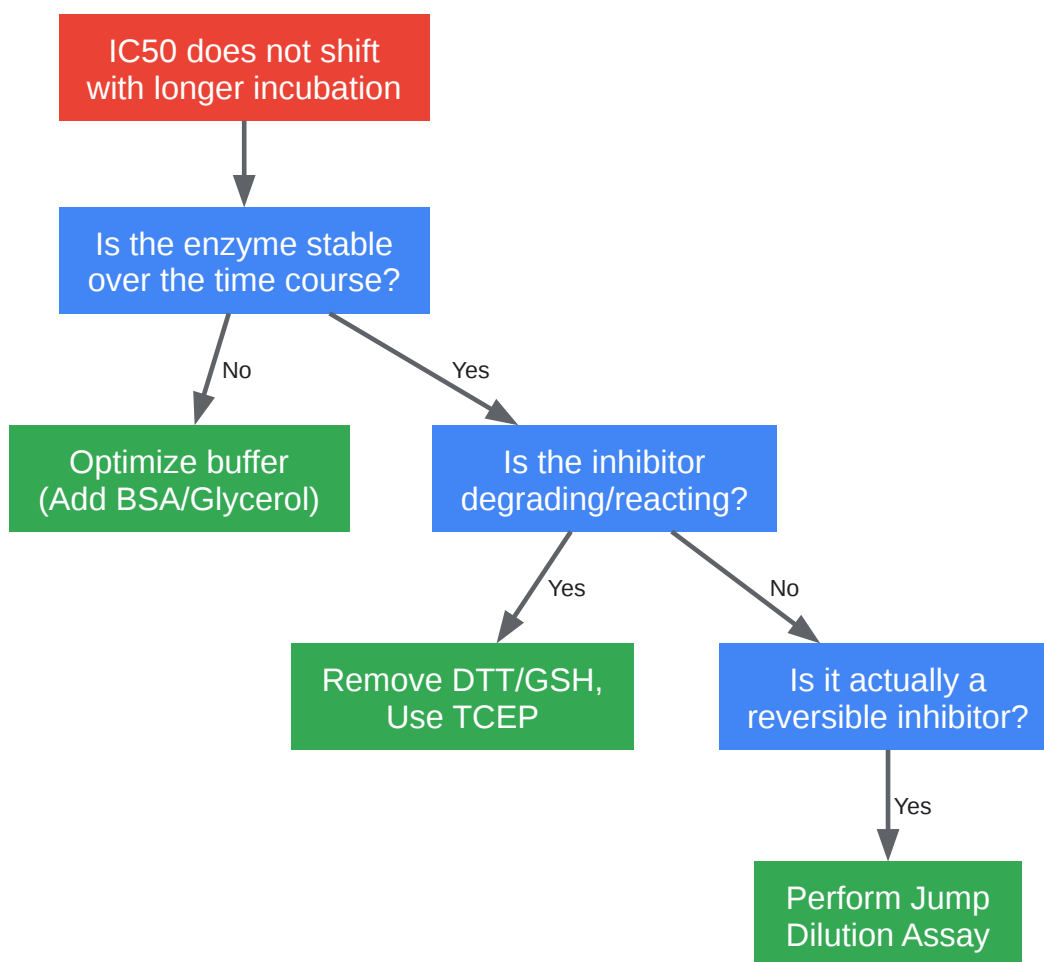 IC50 does not shift
with longer incubation
Is the enzyme stable
over the time course?
No
Yes
Optimize buffer
(Add BSA/Glycerol)
Is the inhibitor
degrading/reacting?
Yes
No
Remove DTT/GSH,
Use TCEP
Is it actually a
reversible inhibitor?
Yes
Perform Jump
Dilution Assay